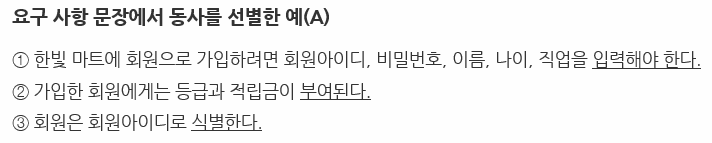 요구 사항 문장에서 동사를 선별한 예(A)
① 한빛 마트에 회원으로 가입하려면 회원아이디, 비밀번호, 이름, 나이, 직업을 입력해야 한다.
② 가입한 회원에게는 등급과 적립금이 부여된다.
③ 회원은 회원아이디로 식별한다.